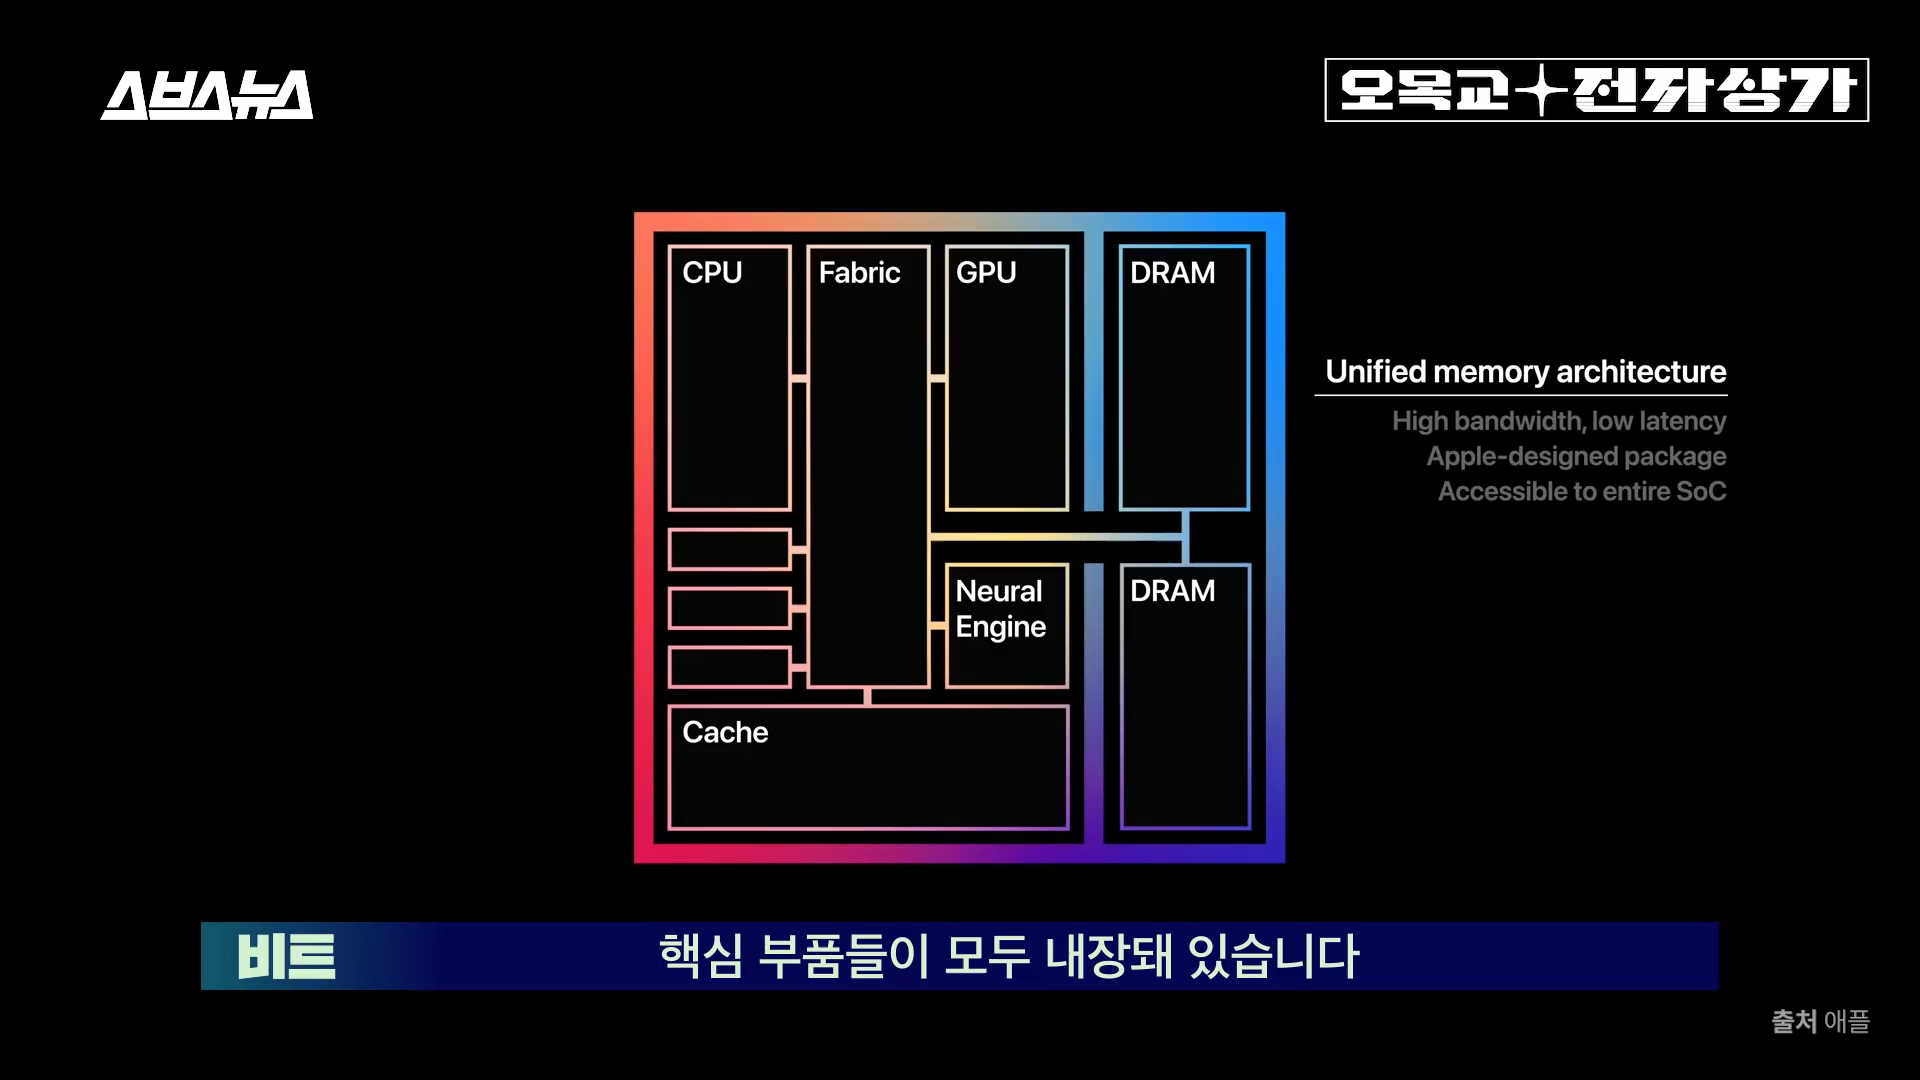 스브스뉴스
오목교 전자상가
CPU
Fabric
GPU
DRAM
Unified memory architecture
High bandwidth, low latency
Apple-designed package
Accessible to entire SoC
Neural
Engine
DRAM
Cache
비트
핵심 부품들이 모두 내장돼 있습니다
출처 애플